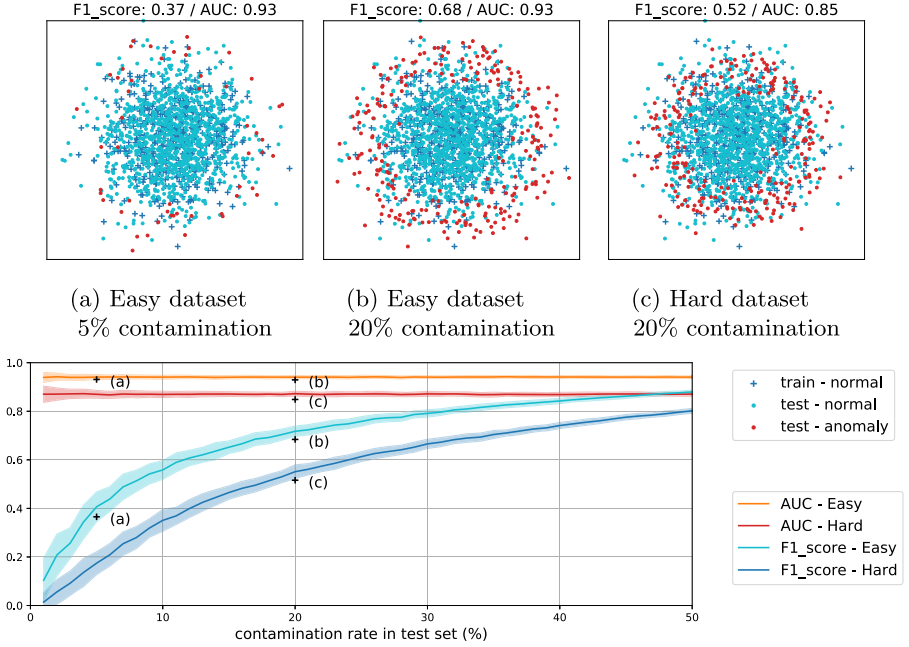 F1_score: 0.37 / AUC: 0.93
F1_score: 0.68 / AUC: 0.93
F1_score: 0.52 / AUC: 0.85
(a) Easy dataset
5% contamination
(b) Easy dataset
20% contamination
(c) Hard dataset
20% contamination
1.0
0.8
0.6
0.4
0.2
0.0
(a)
(b)
(c)
(b)
(a)
(c)
0
10
20
30
40
50
contamination rate in test set (%)
train - normal
test - normal
test - anomaly
AUC - Easy
AUC - Hard
F1_score - Easy
F1_score - Hard